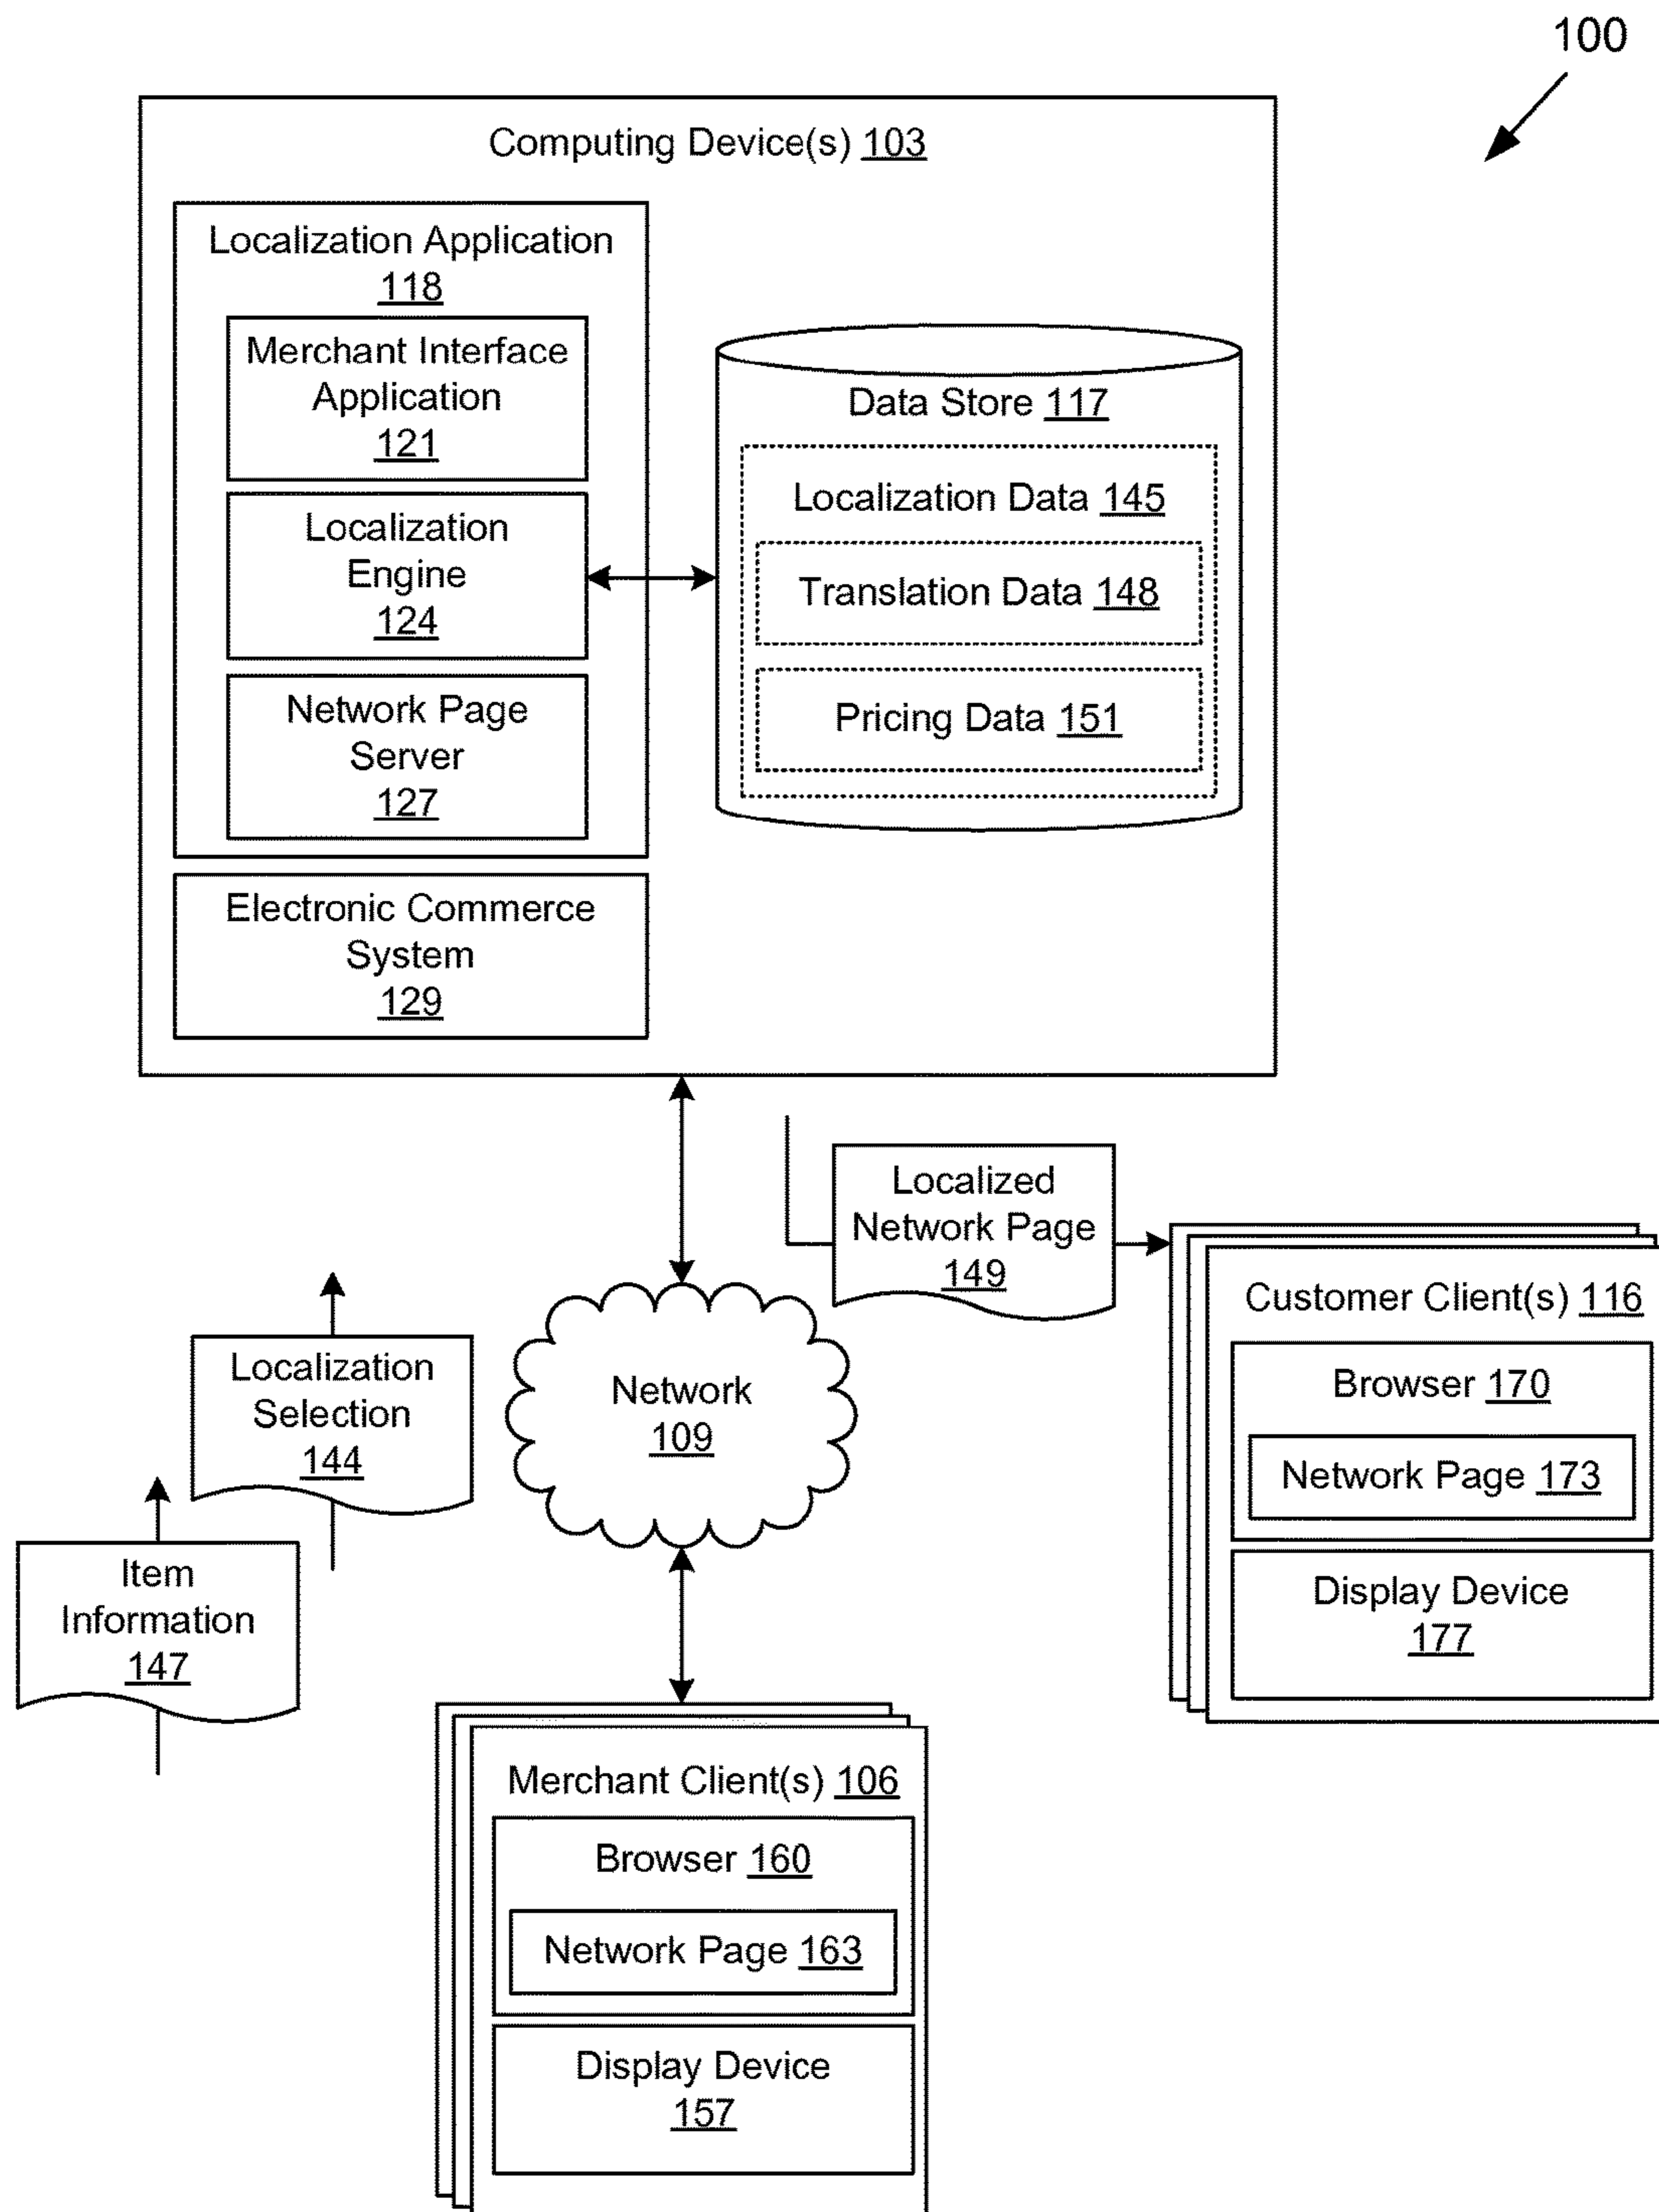 100
Computing Device(s) 103
Localization Application
118
Merchant Interface
Application
121
Localization
Engine
124
Network Page
Server
127
Electronic Commerce
System
129
Data Store 117
Localization Data 145
Translation Data 148
Pricing Data 151
Localized
Network Page
149
Customer Client(s) 116
Browser 170
Network Page 173
Display Device
177
Network
109
Localization
Selection
144
Item
Information
147
Merchant Client(s) 106
Browser 160
Network Page 163
Display Device
157